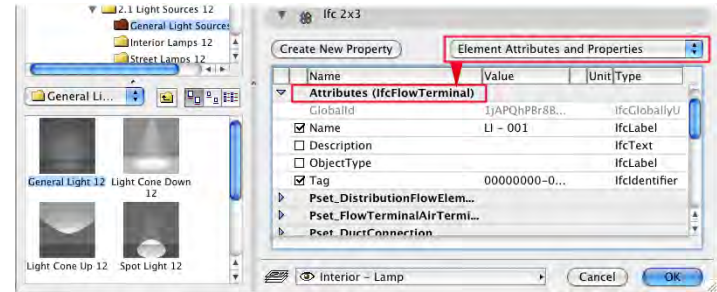 2.1 Light Sources 12
General Light Sources
Interior Lamps 12
Street Lamps 12
General Li...
General Light 12
Light Cone Down 12
Light Cone Up 12
Spot Light 12
Ifc 2x3
Create New Property
Element Attributes and Properties
Name Value Unit Type
Attributes (IfcFlowTerminal)
GlobalId 1jAPQhPBr8B... IfcGloballyU
Name LI - 001 IfcLabel
Description IfcText
ObjectType IfcLabel
Tag 00000000-0... IfcIdentifier
Pset_DistributionFlowElem...
Pset_FlowTerminalAirTermi...
Pset_DuctConnection
Interior - Lamp
Cancel
OK